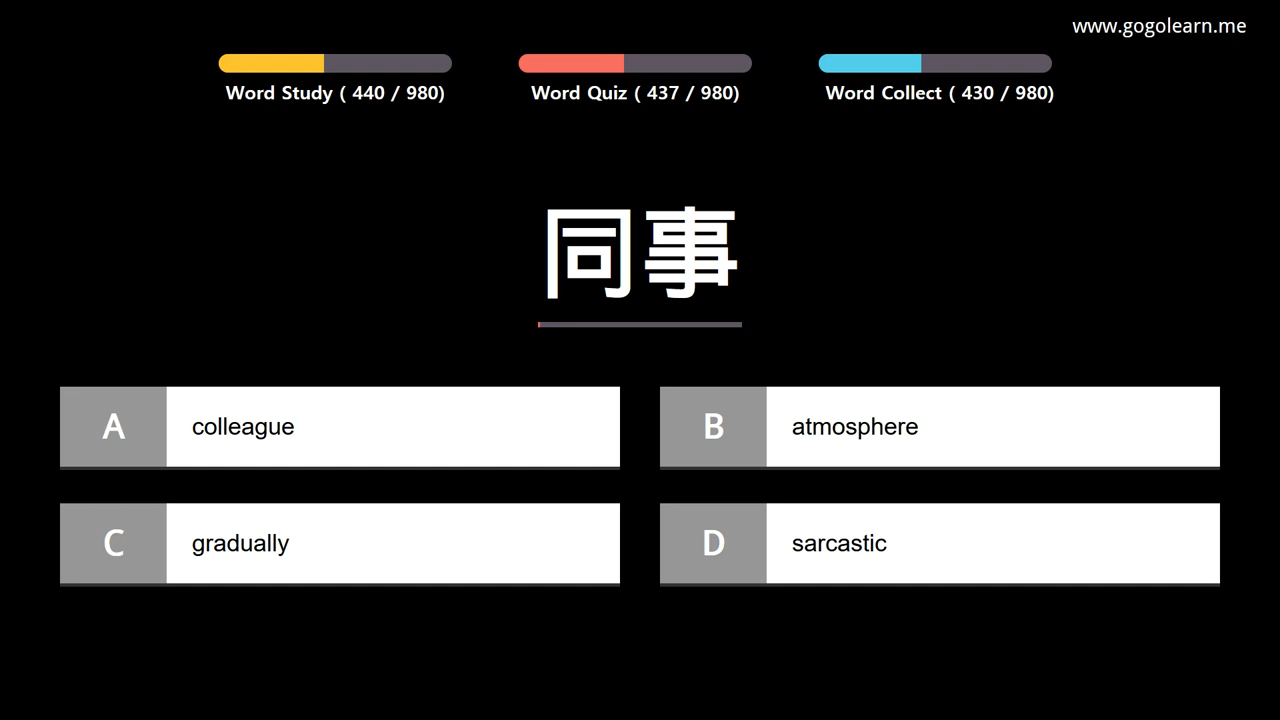 www.gogolearn.me
Word Study ( 440 / 980)
Word Quiz ( 437 / 980)
Word Collect ( 430 / 980)
同事
A colleague
B atmosphere
C gradually
D sarcastic